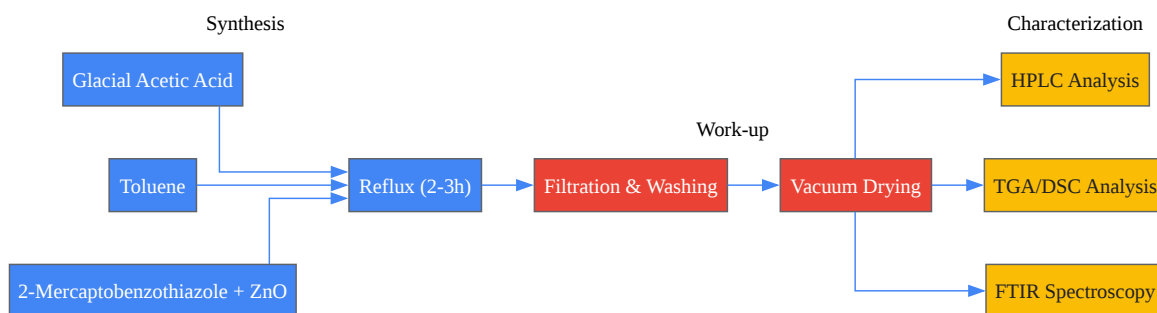 Synthesis
Characterization
Glacial Acetic Acid
HPLC Analysis
Work-up
Toluene
Reflux (2-3h)
Filtration & Washing
Vacuum Drying
TGA/DSC Analysis
2-Mercaptobenzothiazole + ZnO
FTIR Spectroscopy